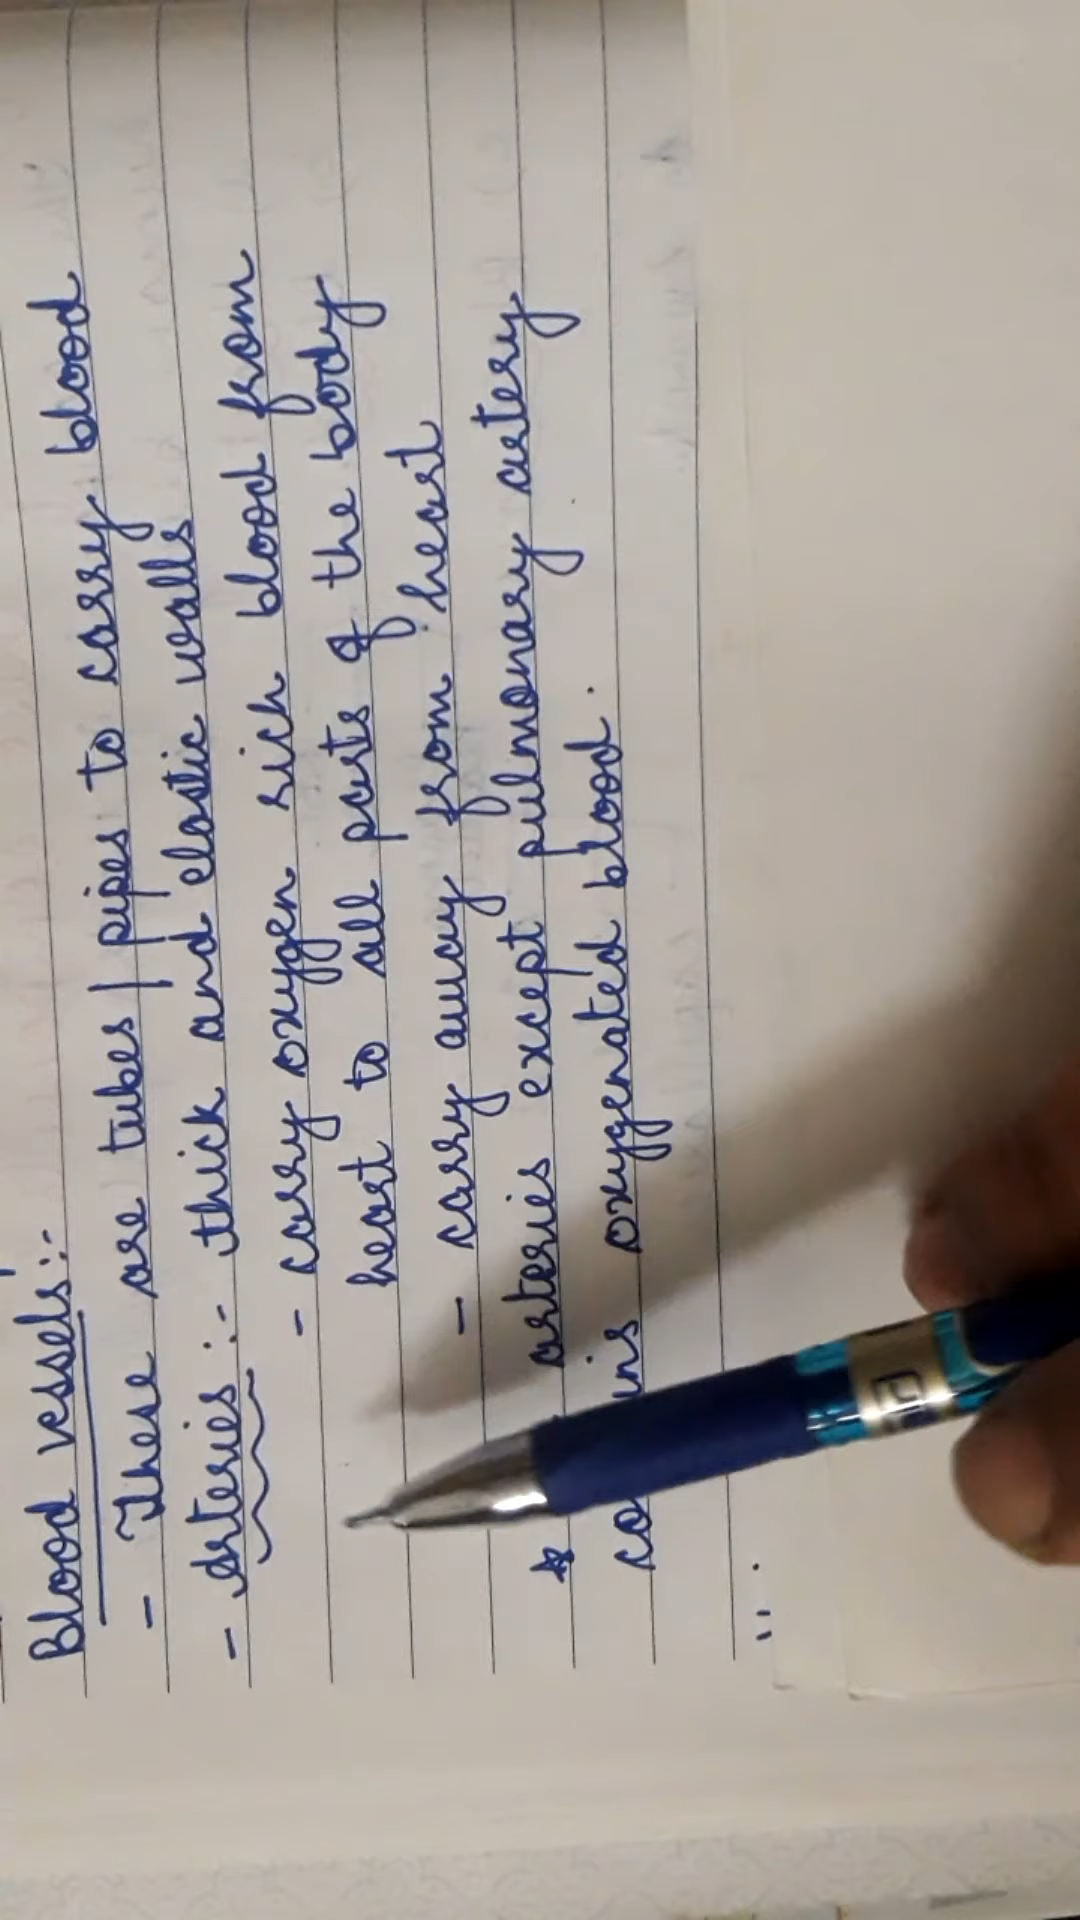 Blood vessels:-
- These are tubes | pipes to carry blood
- arteries :- thick and elastic walls
- carry oxygen rich blood from
heart to all parts of the body
- carry away from heart
* arteries except pulmonary artery
oxygenated blood.